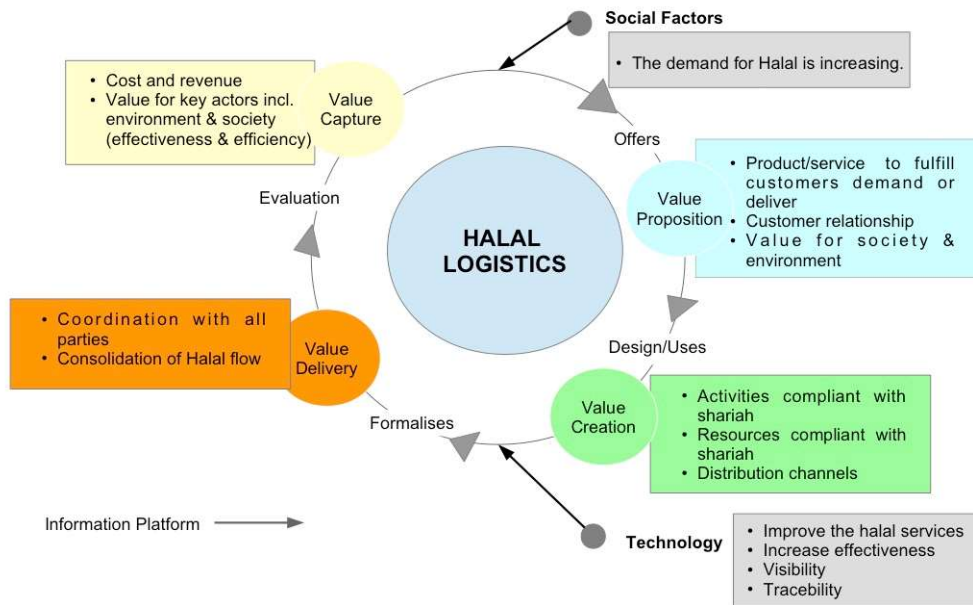 Social Factors
• The demand for Halal is increasing.
• Cost and revenue
• Value for key actors incl.
environment & society
(effectiveness & efficiency)
Value
Capture
Offers
• Product/service to fulfill
customers demand or
deliver
• Customer relationship
• Value for society &
environment
Value
Proposition
Evaluation
HALAL
LOGISTICS
• Coordination with all
parties
• Consolidation of Halal flow
Value
Delivery
Design/Uses
• Activities compliant with
shariah
• Resources compliant with
shariah
• Distribution channels
Value
Creation
Formalises
Information Platform
Technology
• Improve the halal services
• Increase effectiveness
• Visibility
• Tracebility